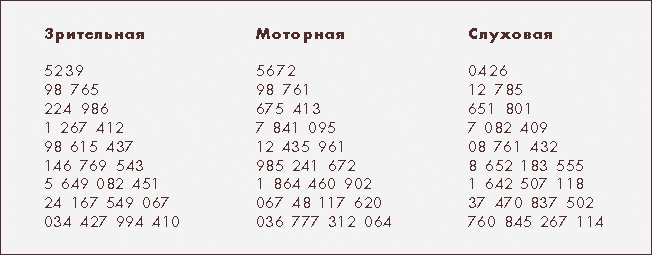 Зрительная Моторная Слуховая
5239 5672 0426
98 765 98 761 12 785
224 986 675 413 651 801
1 267 412 7 841 095 7 082 409
98 615 437 12 435 961 08 761 432
146 769 543 985 241 672 8 652 183 555
5 649 082 451 1 864 460 902 1 642 507 118
24 167 549 067 067 48 117 620 37 470 837 502
034 427 994 410 036 777 312 064 760 845 267 114